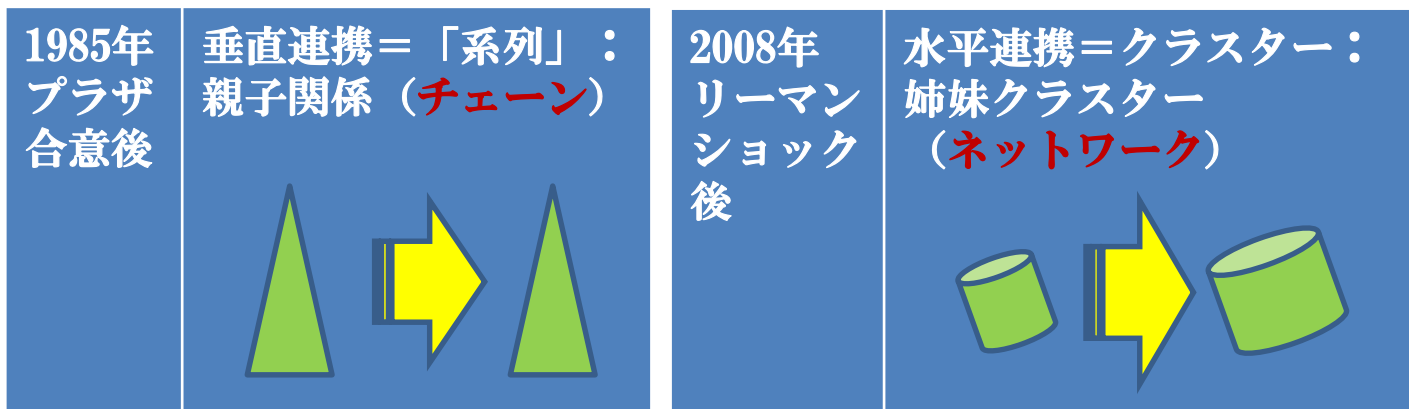 1985年
プラザ
合意後
垂直連携＝「系列」：
親子関係（チェーン）
2008年
リーマン
ショック
後
水平連携＝クラスター：
姉妹クラスター
（ネットワーク）